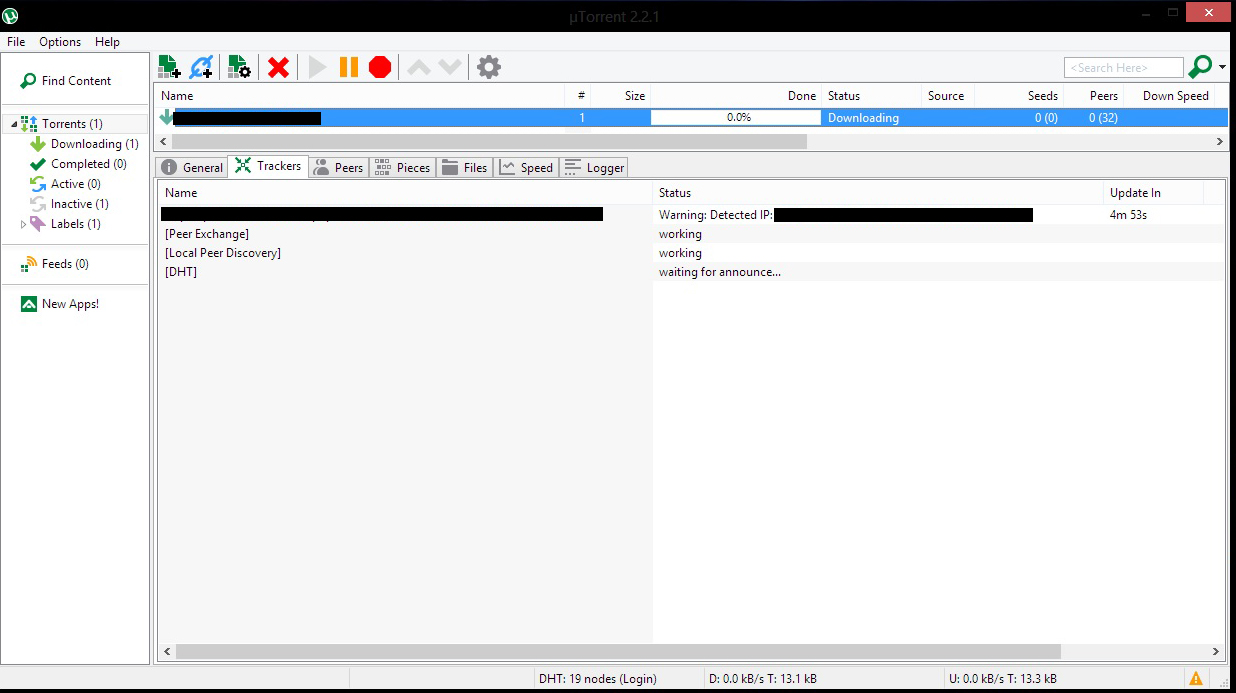 µTorrent 2.2.1
File Options Help
Find Content
<Search Here>
Torrents (1)
Downloading (1)
Completed (0)
Active (0)
Inactive (1)
Labels (1)
Feeds (0)
New Apps!
Name # Size Done Status Source Seeds Peers Down Speed
1 0.0% Downloading 0 (0) 0 (32)
General Trackers Peers Pieces Files Speed Logger
Name Status Update In
Warning: Detected IP: 4m 53s
[Peer Exchange] working
[Local Peer Discovery] working
[DHT] waiting for announce...
DHT: 19 nodes (Login) D: 0.0 kB/s T: 13.1 kB U: 0.0 kB/s T: 13.3 kB